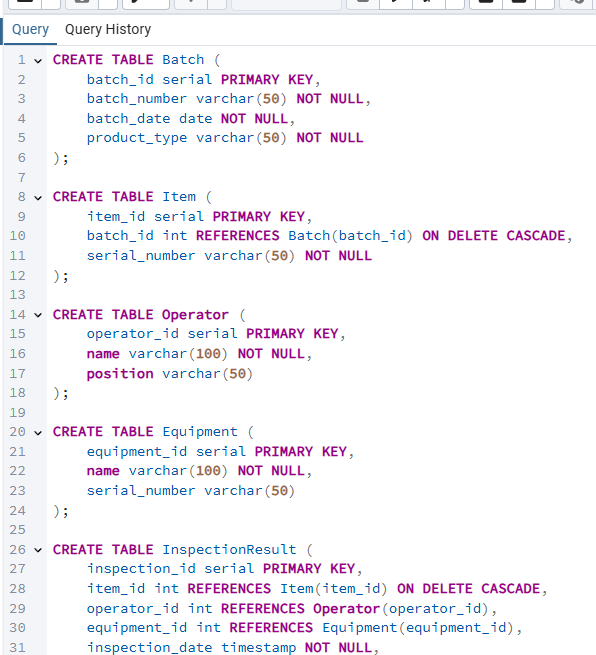 Query Query History
1 CREATE TABLE Batch (
2 batch_id serial PRIMARY KEY,
3 batch_number varchar(50) NOT NULL,
4 batch_date date NOT NULL,
5 product_type varchar(50) NOT NULL
6 );
7
8 CREATE TABLE Item (
9 item_id serial PRIMARY KEY,
10 batch_id int REFERENCES Batch(batch_id) ON DELETE CASCADE,
11 serial_number varchar(50) NOT NULL
12 );
13
14 CREATE TABLE Operator (
15 operator_id serial PRIMARY KEY,
16 name varchar(100) NOT NULL,
17 position varchar(50)
18 );
19
20 CREATE TABLE Equipment (
21 equipment_id serial PRIMARY KEY,
22 name varchar(100) NOT NULL,
23 serial_number varchar(50)
24 );
25
26 CREATE TABLE InspectionResult (
27 inspection_id serial PRIMARY KEY,
28 item_id int REFERENCES Item(item_id) ON DELETE CASCADE,
29 operator_id int REFERENCES Operator(operator_id),
30 equipment_id int REFERENCES Equipment(equipment_id),
31 inspection_date timestamp NOT NULL,